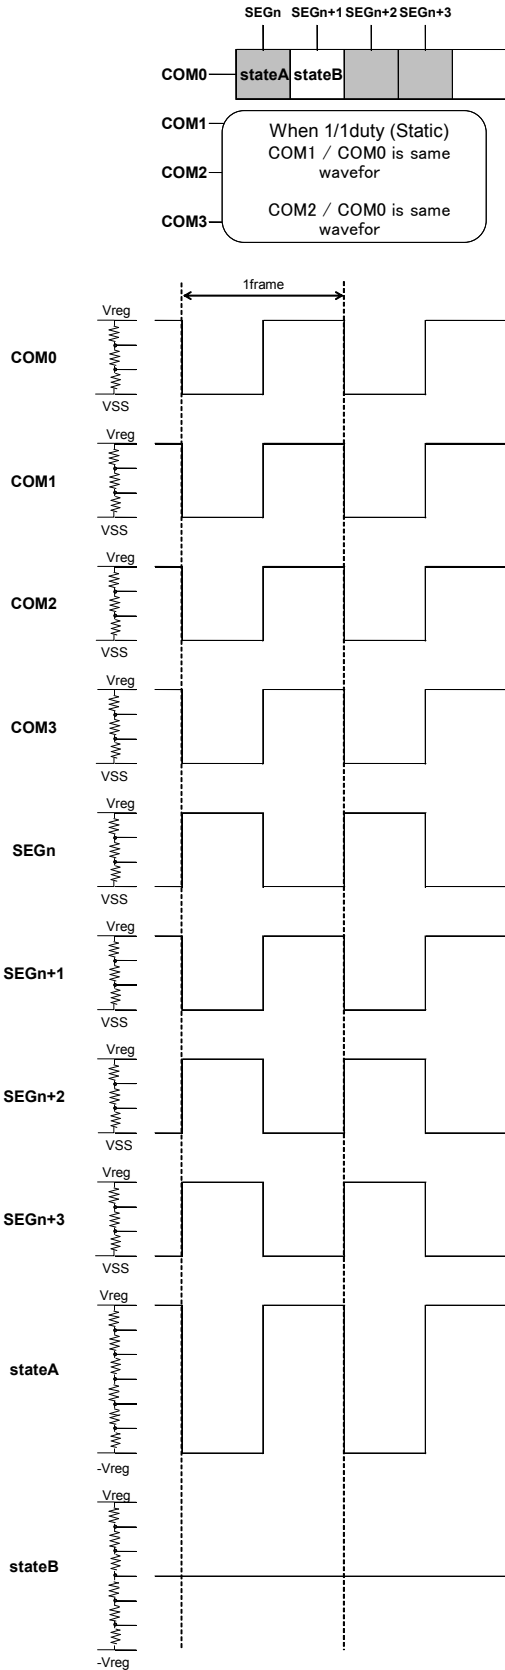 SEGn SEGn+1 SEGn+2 SEGn+3
COM0 stateA stateB
COM1
When 1/1duty (Static)
COM1 / COM0 is same
wavefor
COM2
COM2 / COM0 is same
wavefor
COM3
1frame
Vreg
COM0
VSS
Vreg
COM1
VSS
Vreg
COM2
VSS
Vreg
COM3
VSS
Vreg
SEGn
VSS
Vreg
SEGn+1
VSS
Vreg
SEGn+2
VSS
Vreg
SEGn+3
VSS
Vreg
stateA
-Vreg
Vreg
stateB
-Vreg